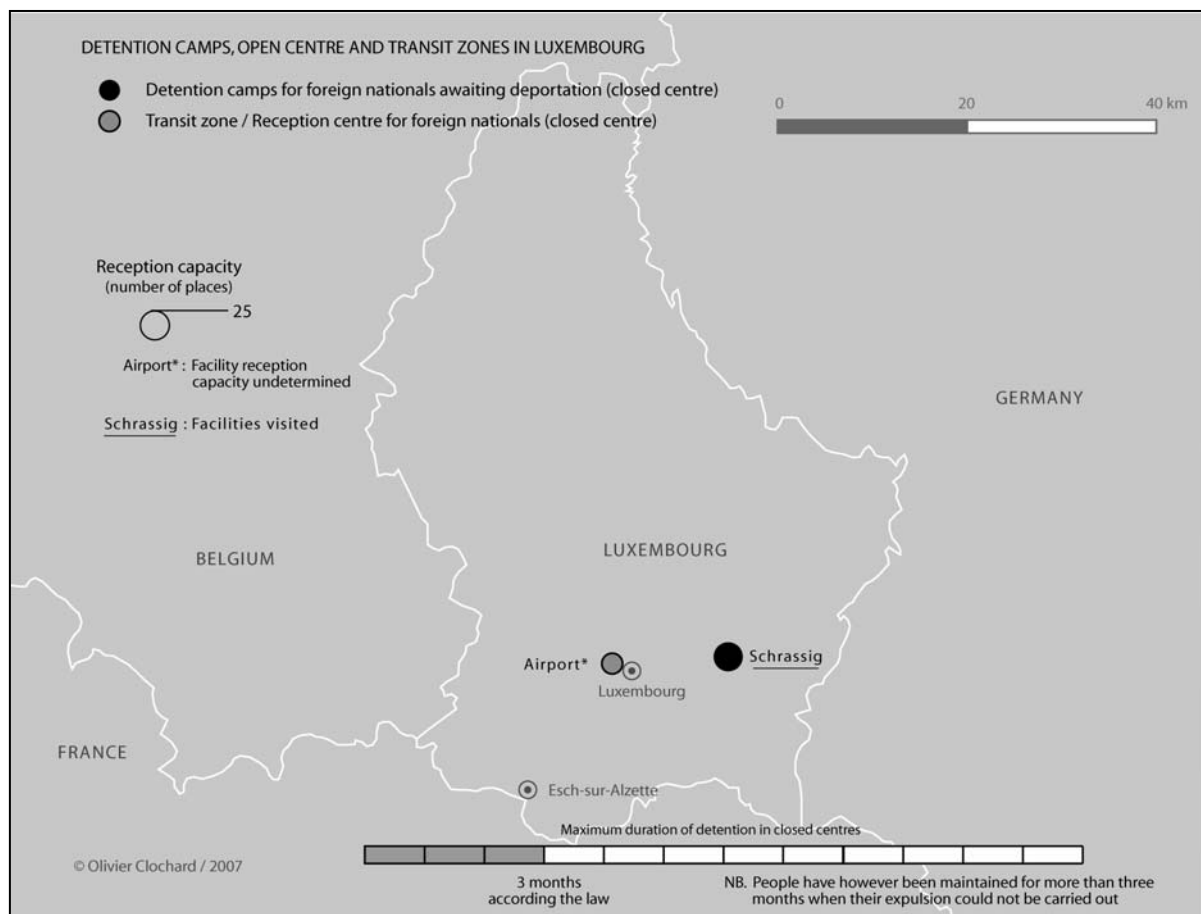 DETENTION CAMPS, OPEN CENTRE AND TRANSIT ZONES IN LUXEMBOURG
Detention camps for foreign nationals awaiting deportation (closed centre)
Transit zone / Reception centre for foreign nationals (closed centre)
0 20 40 km
Reception capacity
(number of places)
25
Airport* : Facility reception
capacity undetermined
Schrassig : Facilities visited
GERMANY
BELGIUM
LUXEMBOURG
Airport*
Schrassig
Luxembourg
FRANCE
Esch-sur-Alzette
Maximum duration of detention in closed centres
© Olivier Clochard / 2007
3 months
according the law
NB. People have however been maintained for more than three
months when their expulsion could not be carried out